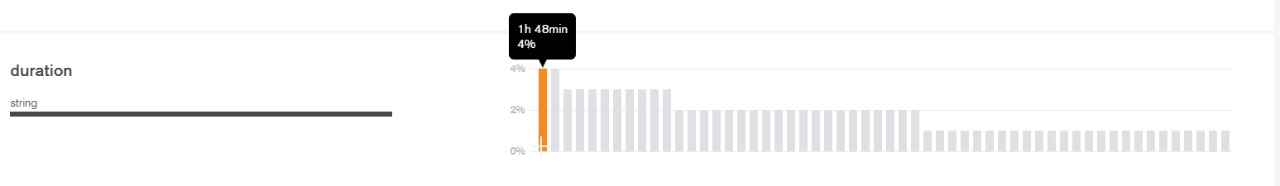 1h 48min
4%
duration
4%
string
2%
0%